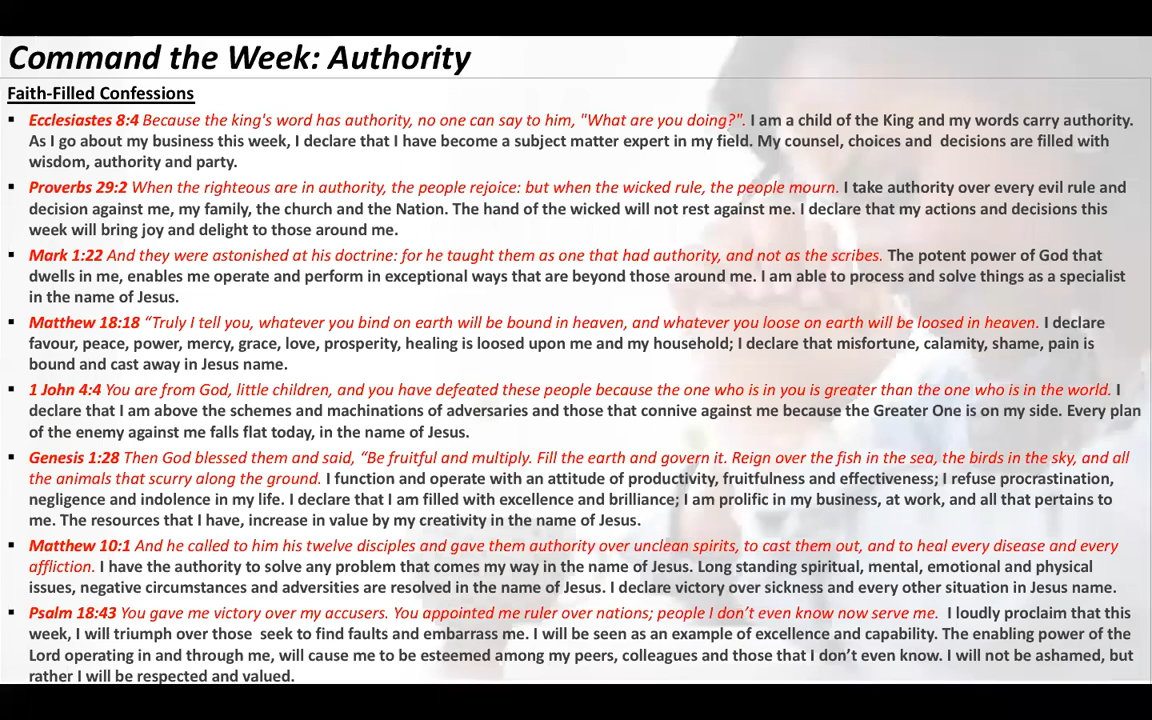 Command the Week: Authority
Faith-Filled Confessions
▪ Ecclesiastes 8:4 Because the king's word has authority, no one can say to him, "What are you doing?". I am a child of the King and my words carry authority.
As I go about my business this week, I declare that I have become a subject matter expert in my field. My counsel, choices and  decisions are filled with
wisdom, authority and party.
▪ Proverbs 29:2 When the righteous are in authority, the people rejoice: but when the wicked rule, the people mourn. I take authority over every evil rule and
decision against me, my family, the church and the Nation. The hand of the wicked will not rest against me. I declare that my actions and decisions this
week will bring joy and delight to those around me.
▪ Mark 1:22 And they were astonished at his doctrine: for he taught them as one that had authority, and not as the scribes. The potent power of God that
dwells in me, enables me operate and perform in exceptional ways that are beyond those around me. I am able to process and solve things as a specialist
in the name of Jesus.
▪ Matthew 18:18 “Truly I tell you, whatever you bind on earth will be bound in heaven, and whatever you loose on earth will be loosed in heaven. I declare
favour, peace, power, mercy, grace, love, prosperity, healing is loosed upon me and my household; I declare that misfortune, calamity, shame, pain is
bound and cast away in Jesus name.
▪ 1 John 4:4 You are from God, little children, and you have defeated these people because the one who is in you is greater than the one who is in the world. I
declare that I am above the schemes and machinations of adversaries and those that connive against me because the Greater One is on my side. Every plan
of the enemy against me falls flat today, in the name of Jesus.
▪ Genesis 1:28 Then God blessed them and said, “Be fruitful and multiply. Fill the earth and govern it. Reign over the fish in the sea, the birds in the sky, and all
the animals that scurry along the ground. I function and operate with an attitude of productivity, fruitfulness and effectiveness; I refuse procrastination,
negligence and indolence in my life. I declare that I am filled with excellence and brilliance; I am prolific in my business, at work, and all that pertains to
me. The resources that I have, increase in value by my creativity in the name of Jesus.
▪ Matthew 10:1 And he called to him his twelve disciples and gave them authority over unclean spirits, to cast them out, and to heal every disease and every
affliction. I have the authority to solve any problem that comes my way in the name of Jesus. Long standing spiritual, mental, emotional and physical
issues, negative circumstances and adversities are resolved in the name of Jesus. I declare victory over sickness and every other situation in Jesus name.
▪ Psalm 18:43 You gave me victory over my accusers. You appointed me ruler over nations; people I don’t even know now serve me.  I loudly proclaim that this
week, I will triumph over those  seek to find faults and embarrass me. I will be seen as an example of excellence and capability. The enabling power of the
Lord operating in and through me, will cause me to be esteemed among my peers, colleagues and those that I don’t even know. I will not be ashamed, but
rather I will be respected and valued.